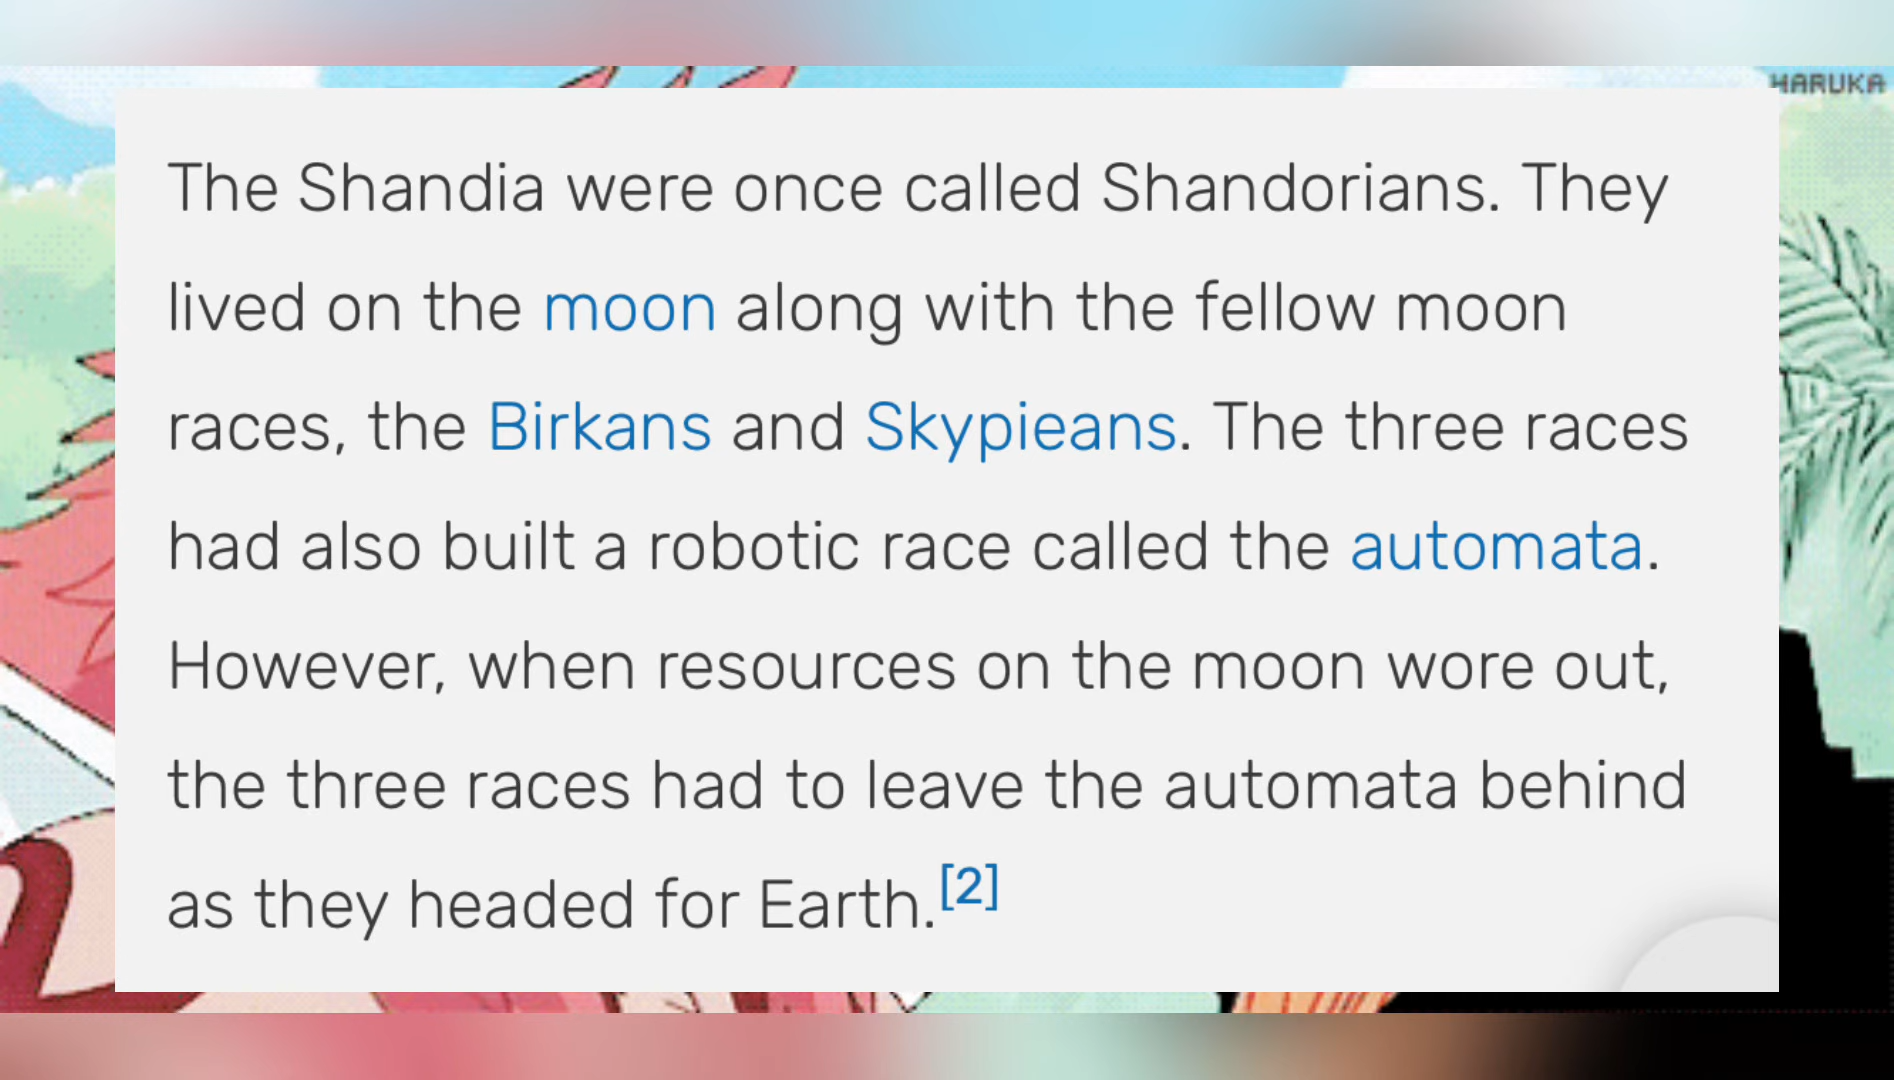 HARUKA
The Shandia were once called Shandorians. They
lived on the moon along with the fellow moon
races, the Birkans and Skypieans. The three races
had also built a robotic race called the automata.
However, when resources on the moon wore out,
the three races had to leave the automata behind
as they headed for Earth.[2]